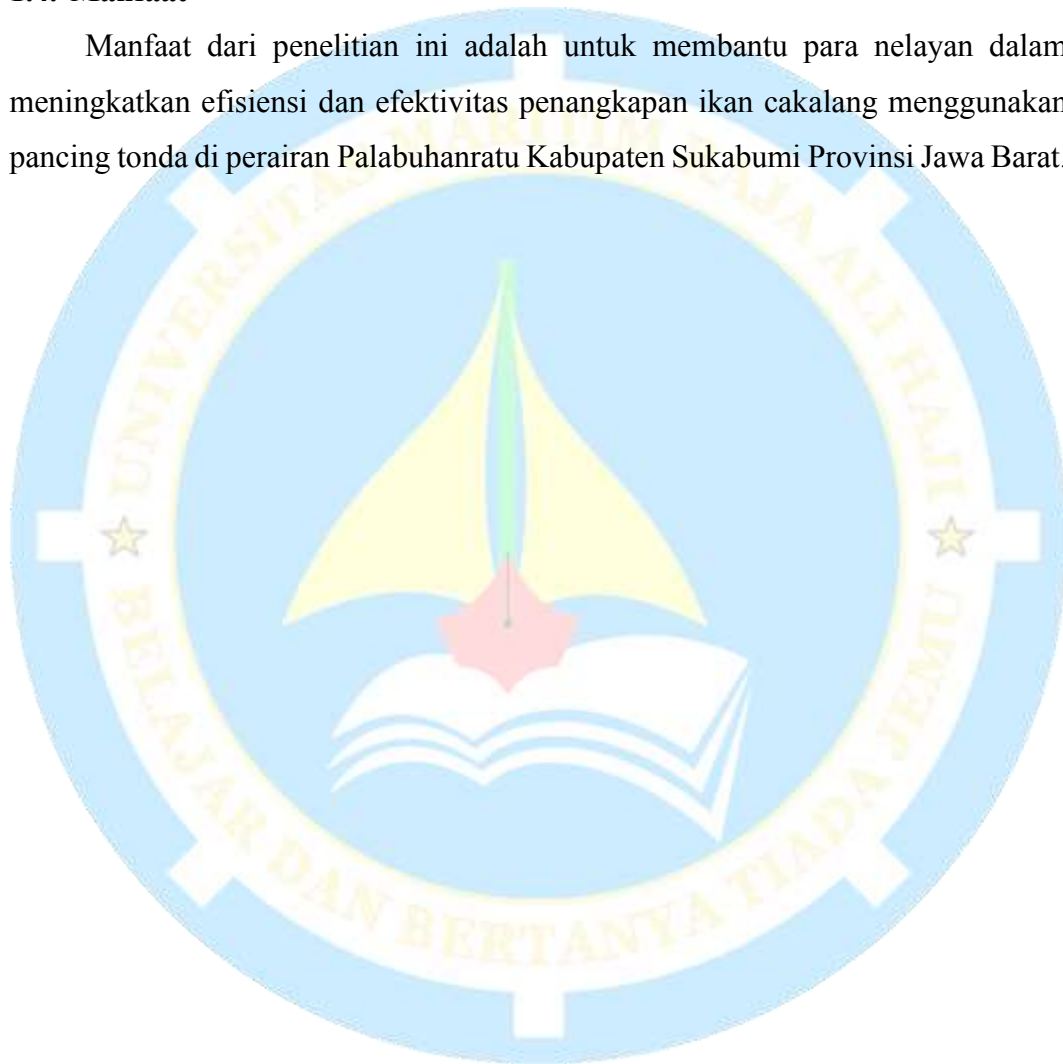 1.4. Manfaat
Manfaat dari penelitian ini adalah untuk membantu para nelayan dalam
meningkatkan efisiensi dan efektivitas penangkapan ikan cakalang menggunakan
pancing tonda di perairan Palabuhanratu Kabupaten Sukabumi Provinsi Jawa Barat.
UNIVERSITAS MARITIM RAJA ALI HAJI
BELAJAR DAN BERTANYA TIADA JEMU